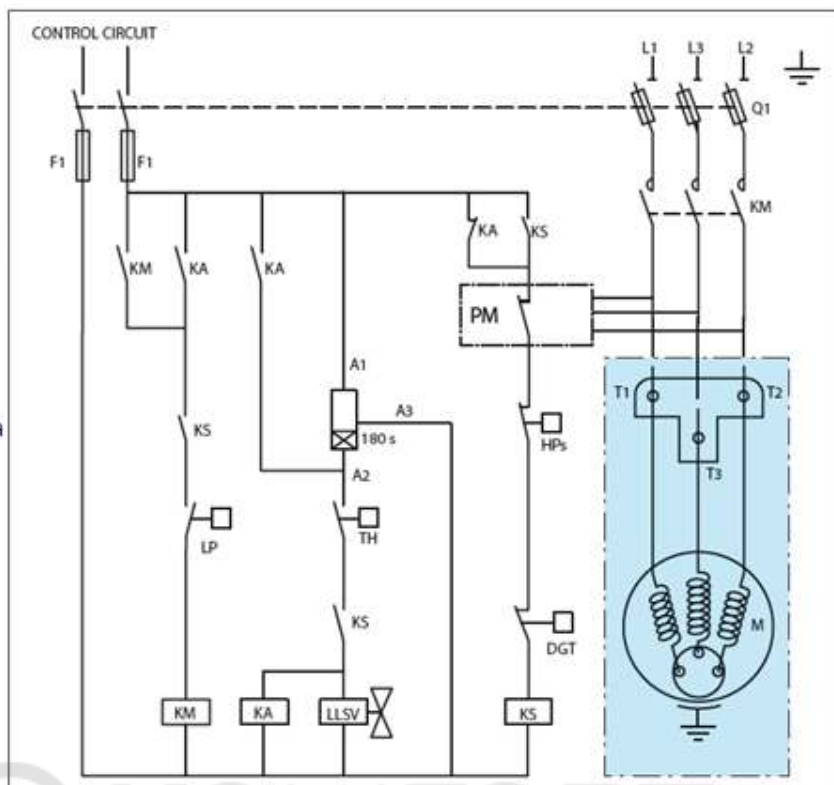 CONTROL CIRCUIT
L1 L3 L2
Q1
F1 F1
KM
KA KS
KM KA KA
PM
A1
T1 T2
A3
180 s
KS
HPs
A2
T3
LP
TH
KS
M
DGT
KM KA LLSV KS